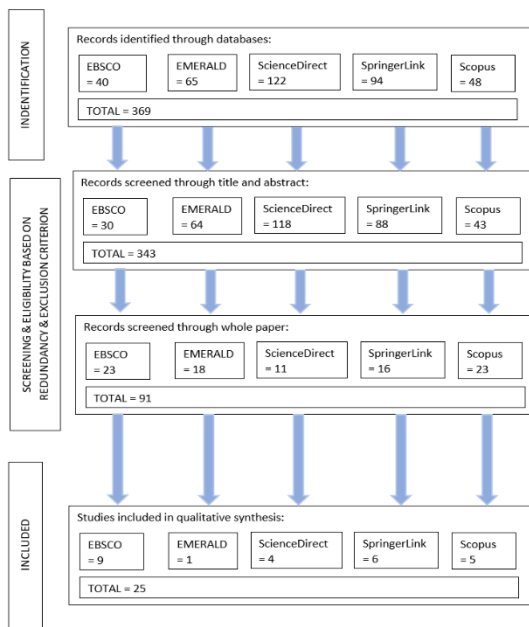 INDENTIFICATION
Records identified through databases:
EBSCO
= 40
EMERALD
= 65
ScienceDirect
= 122
SpringerLink
= 94
Scopus
= 48
TOTAL = 369
SCREENING & ELIGIBILITY BASED ON
REDUNDANCY & EXCLUSION CRITERION
Records screened through title and abstract:
EBSCO
= 30
EMERALD
= 64
ScienceDirect
= 118
SpringerLink
= 88
Scopus
= 43
TOTAL = 343
Records screened through whole paper:
EBSCO
= 23
EMERALD
= 18
ScienceDirect
= 11
SpringerLink
= 16
Scopus
= 23
TOTAL = 91
INCLUDED
Studies included in qualitative synthesis:
EBSCO
= 9
EMERALD
= 1
ScienceDirect
= 4
SpringerLink
= 6
Scopus
= 5
TOTAL = 25